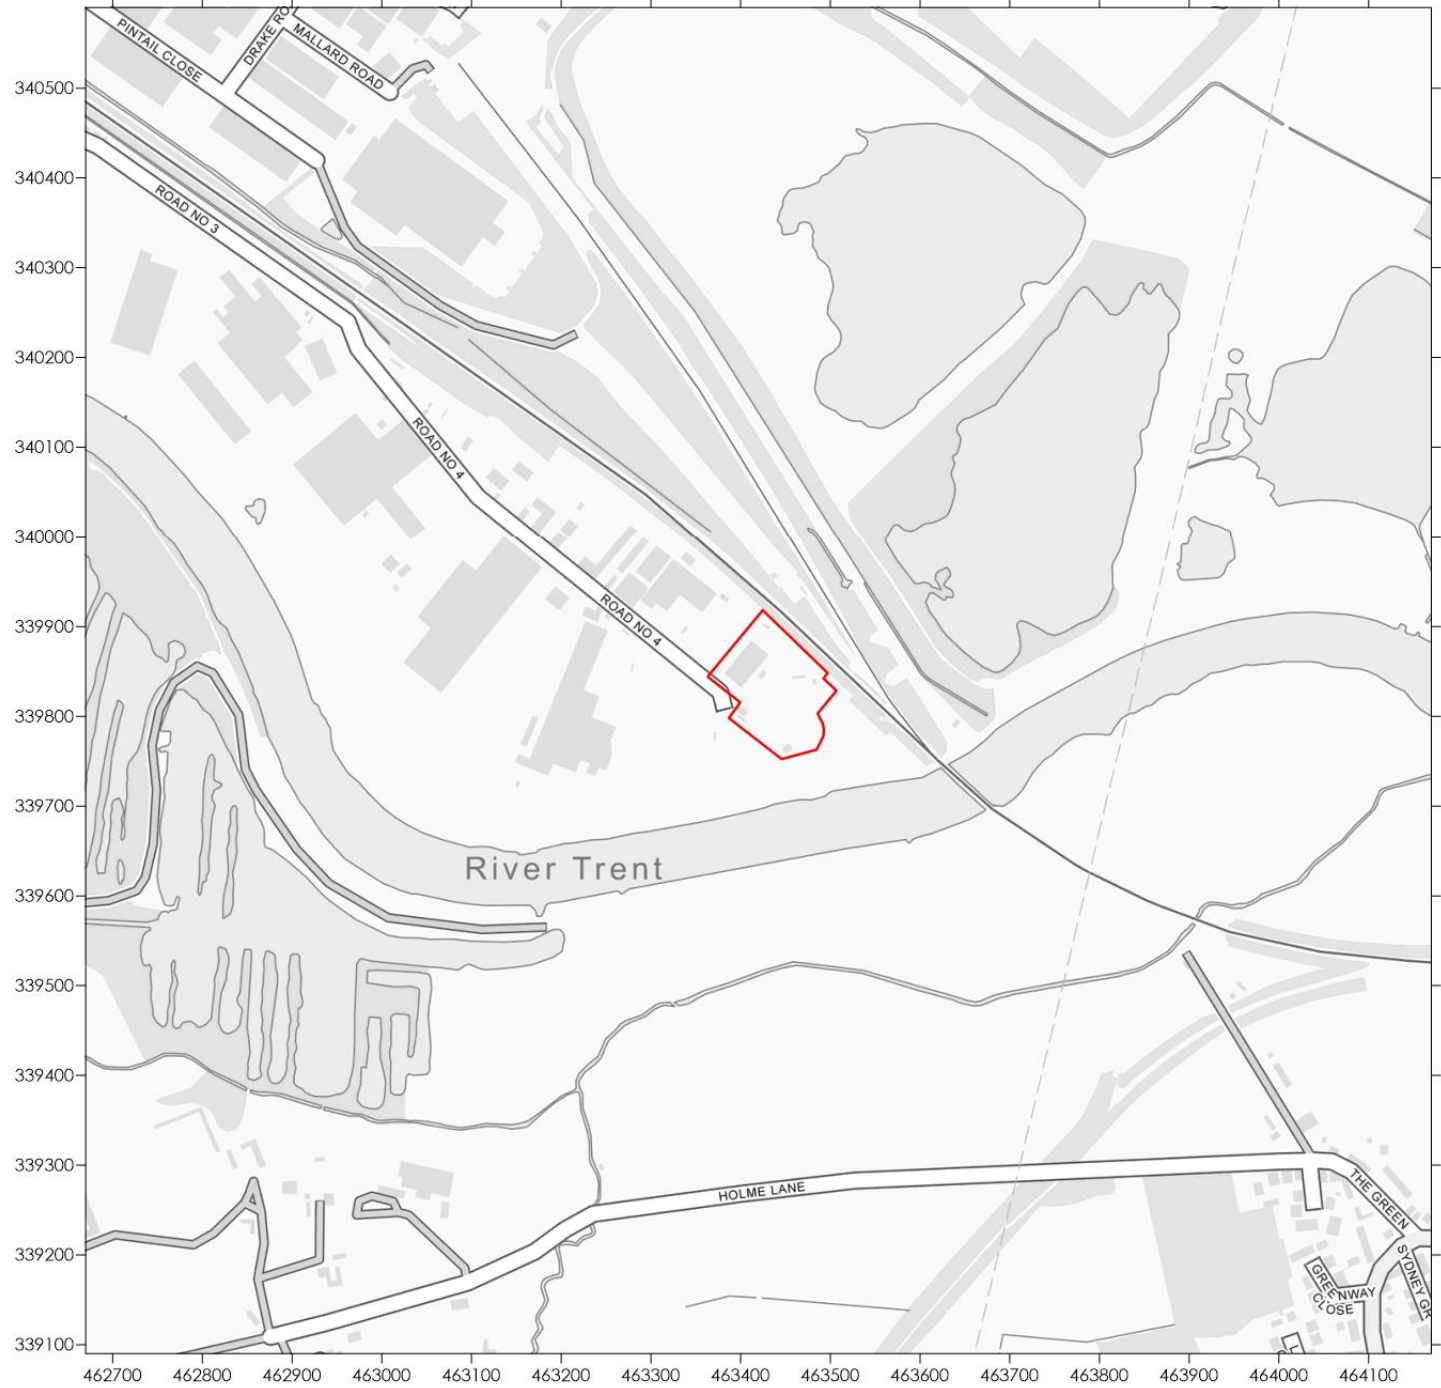 PINTAIL CLOSE
DRAKE RO
MALLARD ROAD
340500
340400
ROAD NO 3
340300
340200
ROAD NO 4
340100
340000
339900
ROAD NO 4
339800
339700
River Trent
339600
339500
339400
339300
HOLME LANE
THE GREEN
339200
SYDNEY GR
GREENWAY
CLOSE
339100
462700 462800 462900 463000 463100 463200 463300 463400 463500 463600 463700 463800 463900 464000 464100